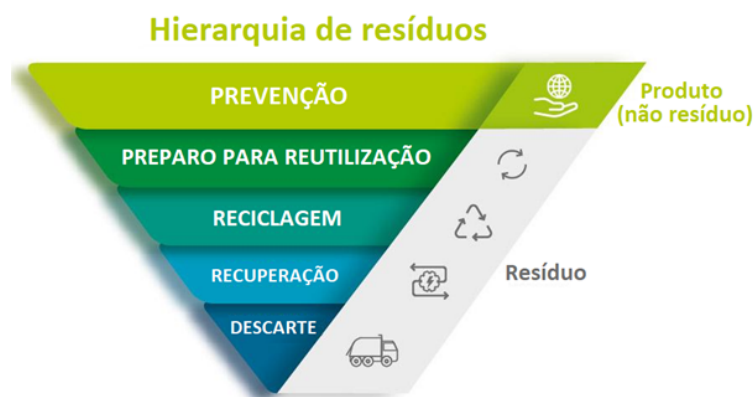 Hierarquia de resíduos
PREVENÇÃO
Produto
(não resíduo)
PREPARO PARA REUTILIZAÇÃO
RECICLAGEM
RECUPERAÇÃO
Resíduo
DESCARTE